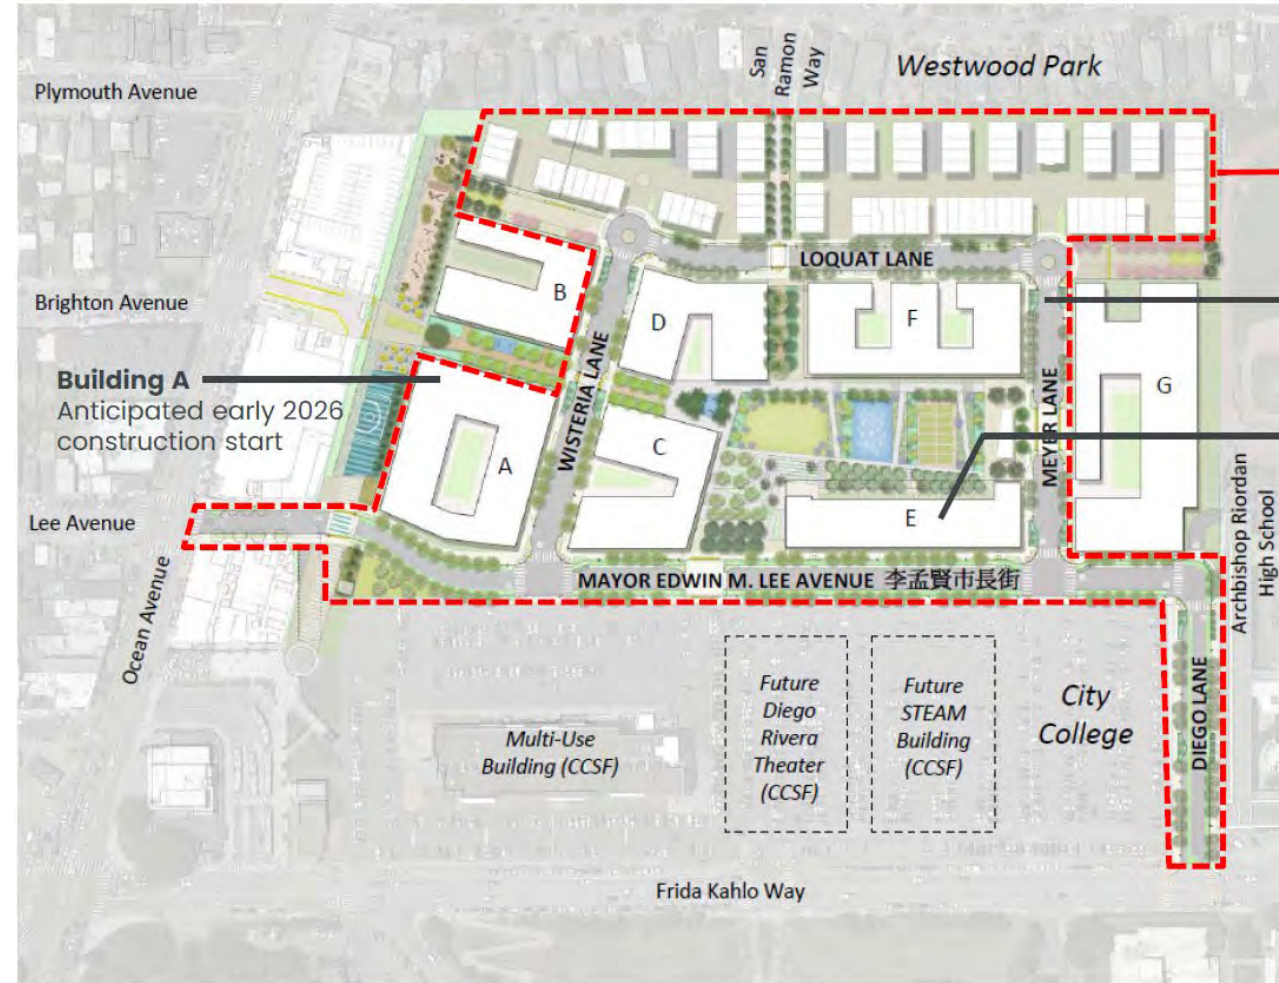 San
Ramon
Way
Westwood Park
Plymouth Avenue
LOQUAT LANE
B
Brighton Avenue
D
F
Building A
Anticipated early 2026
construction start
WISTERIA LANE
MEYER LANE
G
C
A
E
Lee Avenue
Archbishop Riordan
High School
MAYOR EDWIN M. LEE AVENUE 李孟賢市長街
Ocean Avenue
Multi-Use
Building (CCSF)
Future
Diego
Rivera
Theater
(CCSF)
Future
STEAM
Building
(CCSF)
City
College
DIEGO LANE
Frida Kahlo Way